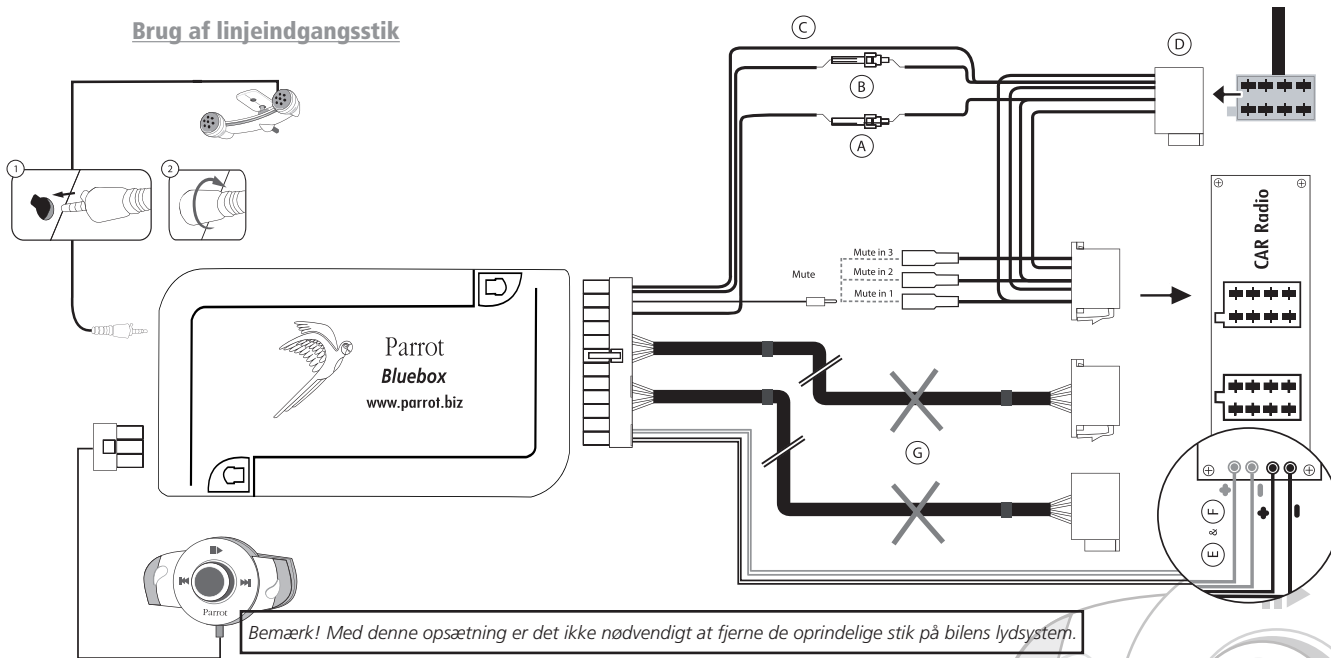 Brug af linjeindgangsstik
C
D
B
A
1
2
CAR Radio
Mute in 3
Mute
Mute in 2
Mute in 1
Parrot
Bluebox
www.parrot.biz
G
E & F
Parrot
Bemærk! Med denne opsætning er det ikke nødvendigt at fjerne de oprindelige stik på bilens lydsystem.